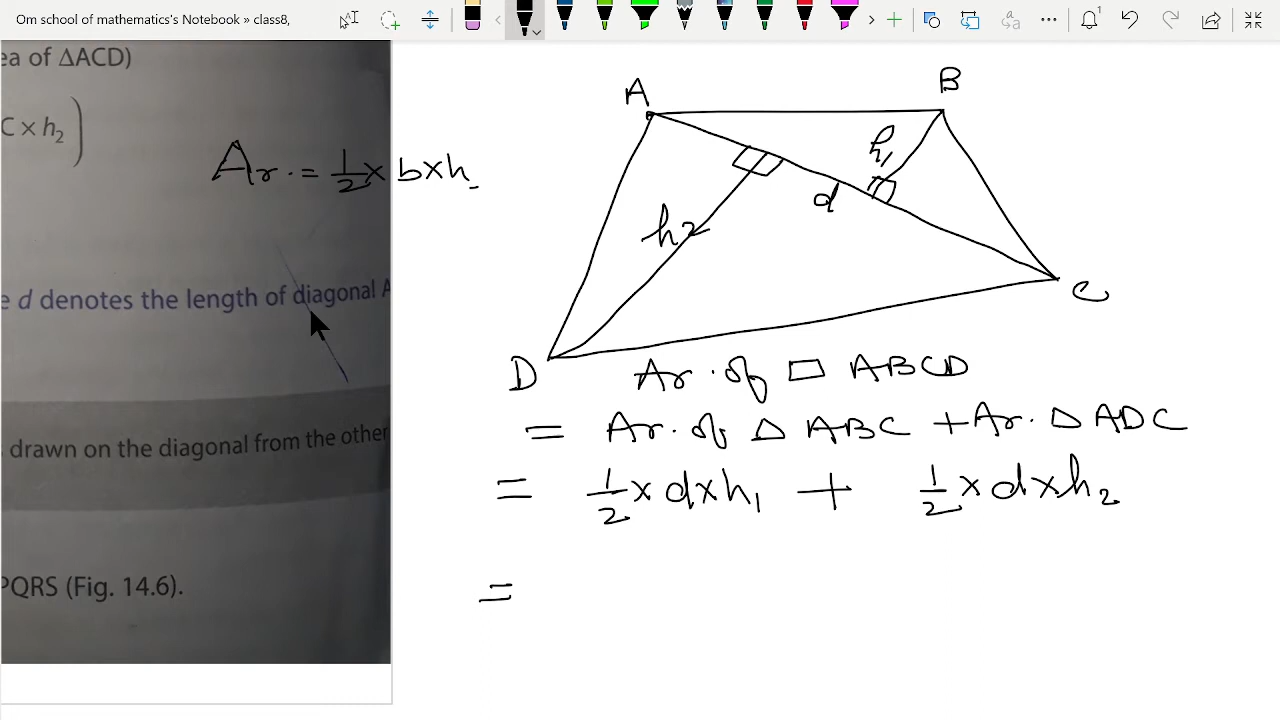 Om school of mathematics's Notebook » class8,
ea of ΔACD)
C × h₂)
Ar. = 1/2 × b×h
e d denotes the length of diagonal A
drawn on the diagonal from the other
PQRS (Fig. 14.6).
A
B
h₁
d
h₂
C
D
Ar. of □ ABCD
= Ar. of Δ ABC + Ar. Δ ADC
= 1/2 × d×h₁ + 1/2 × d×h₂
=